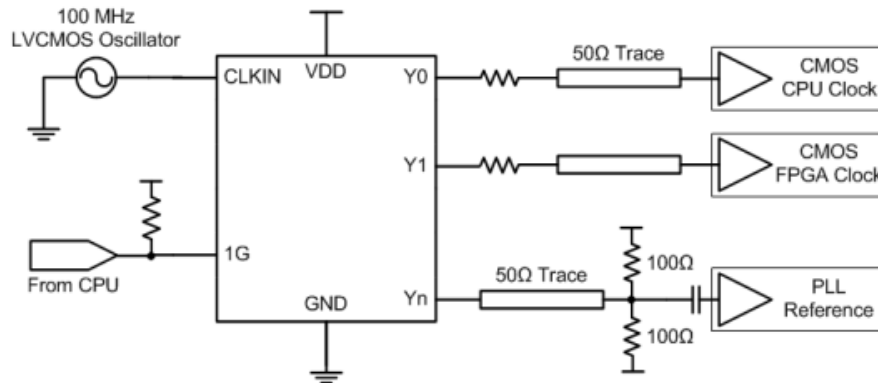 100 MHz
LVCMOS Oscillator
CLKIN
VDD
Y0
50Ω Trace
CMOS
CPU Clock
Y1
CMOS
FPGA Clock
1G
From CPU
GND
Yn
50Ω Trace
100Ω
100Ω
PLL
Reference